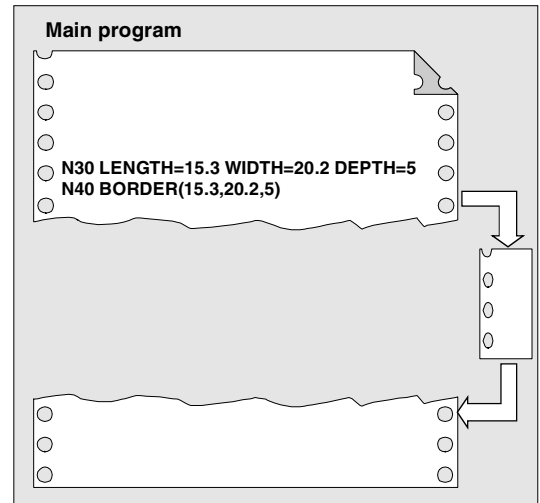 Main program
N30 LENGTH=15.3 WIDTH=20.2 DEPTH=5
N40 BORDER(15.3,20.2,5)